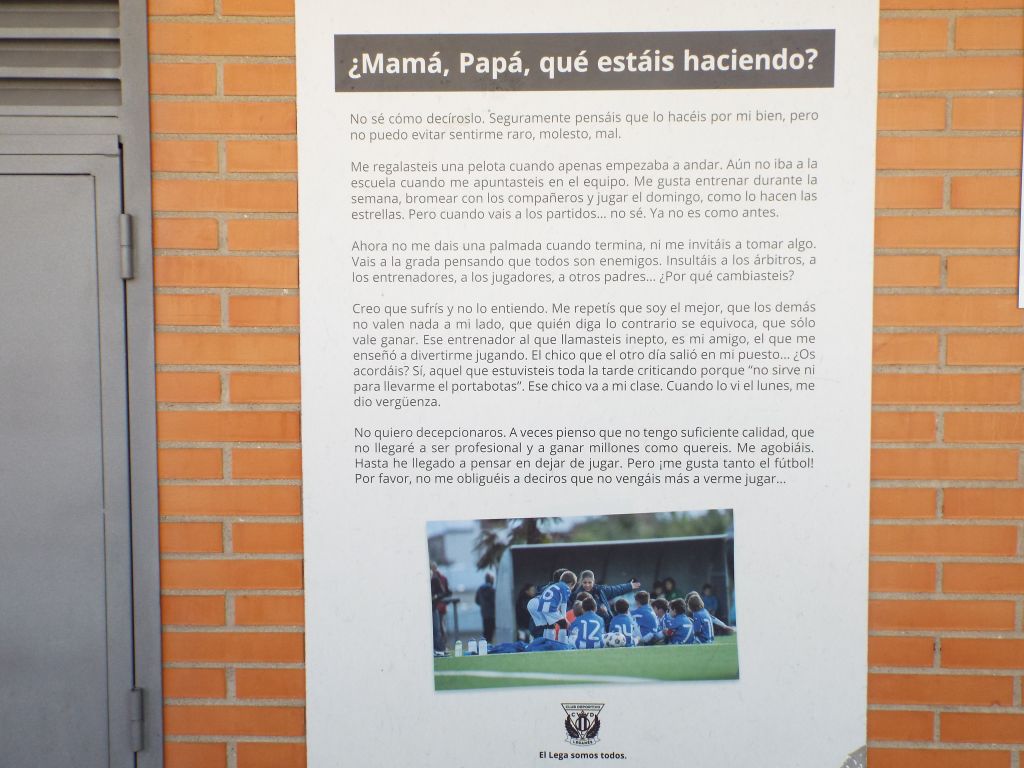 ¿Mamá, Papá, qué estáis haciendo?
No sé cómo decíroslo. Seguramente pensáis que lo hacéis por mi bien, pero
no puedo evitar sentirme raro, molesto, mal.
Me regalasteis una pelota cuando apenas empezaba a andar. Aún no iba a la
escuela cuando me apuntasteis en el equipo. Me gusta entrenar durante la
semana, bromear con los compañeros y jugar el domingo, como lo hacen las
estrellas. Pero cuando vais a los partidos... no sé. Ya no es como antes.
Ahora no me dais una palmada cuando termina, ni me invitáis a tomar algo.
Vais a la grada pensando que todos son enemigos. Insultáis a los árbitros, a
los entrenadores, a los jugadores, a otros padres... ¿Por qué cambiasteis?
Creo que sufrís y no lo entiendo. Me repetís que soy el mejor, que los demás
no valen nada a mi lado, que quién diga lo contrario se equivoca, que sólo
vale ganar. Ese entrenador al que llamasteis inepto, es mi amigo, el que me
enseñó a divertirme jugando. El chico que el otro día salió en mi puesto... ¿Os
acordáis? Sí, aquel que estuvisteis toda la tarde criticando porque “no sirve ni
para llevarme el portabotas”. Ese chico va a mi clase. Cuando lo vi el lunes, me
dio vergüenza.
No quiero decepcionaros. A veces pienso que no tengo suficiente calidad, que
no llegaré a ser profesional y a ganar millones como quereis. Me agobiáis.
Hasta he llegado a pensar en dejar de jugar. Pero ¡me gusta tanto el fútbol!
Por favor, no me obliguéis a deciros que no vengáis más a verme jugar...
12
7
CLUB DEPORTIVO
LEGANÉS
El Lega somos todos.